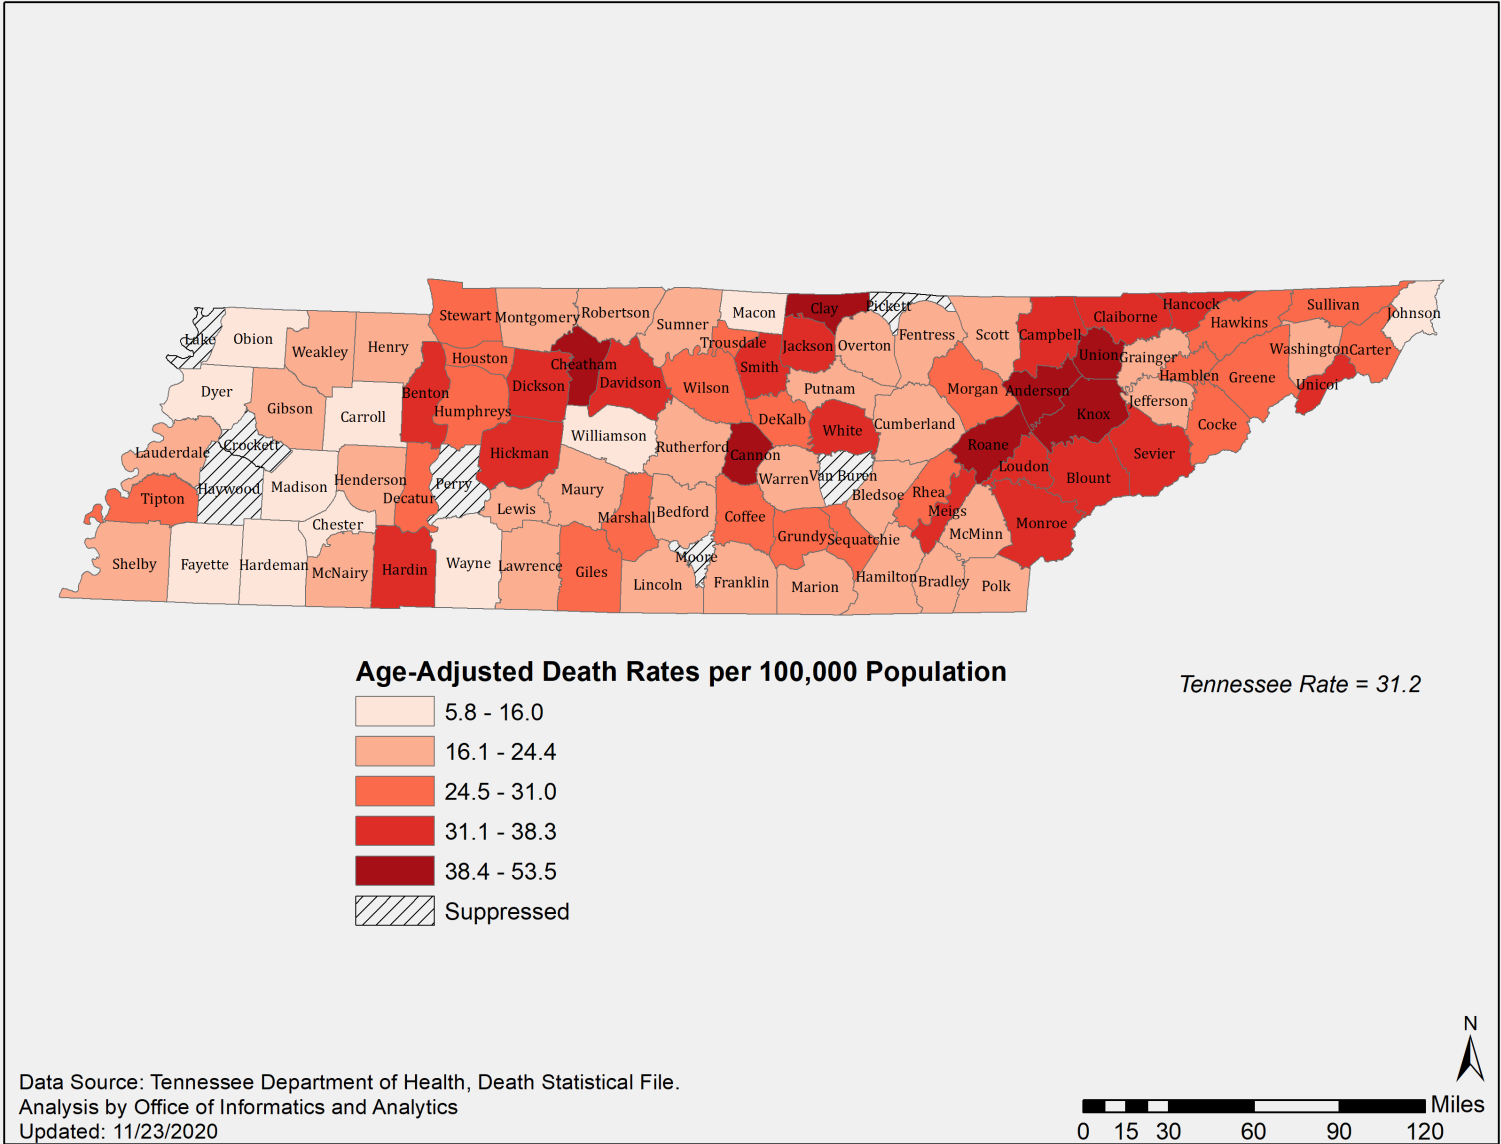 Stewart
Montgomery
Robertson
Sumner
Macon
Clay
Pickett
Fentress
Scott
Campbell
Claiborne
Hancock
Hawkins
Sullivan
Johnson
Lake
Obion
Weakley
Henry
Houston
Cheatham
Trousdale
Smith
Jackson
Overton
Union
Grainger
Hamblen
Greene
Washington
Carter
Unicoi
Dyer
Gibson
Carroll
Benton
Humphreys
Dickson
Davidson
Wilson
Putnam
Morgan
Anderson
Knox
Jefferson
Cocke
Lauderdale
Crockett
Williamson
Rutherford
DeKalb
White
Cumberland
Roane
Loudon
Sevier
Tipton
Haywood
Madison
Henderson
Decatur
Perry
Hickman
Maury
Cannon
Warren
Van Buren
Bledsoe
Rhea
Meigs
Blount
Monroe
Chester
Lewis
Marshall
Bedford
Coffee
Grundy
Sequatchie
McMinn
Shelby
Fayette
Hardeman
McNairy
Hardin
Wayne
Lawrence
Giles
Lincoln
Moore
Franklin
Marion
Hamilton
Bradley
Polk
Age-Adjusted Death Rates per 100,000 Population
Tennessee Rate = 31.2
5.8 - 16.0
16.1 - 24.4
24.5 - 31.0
31.1 - 38.3
38.4 - 53.5
Suppressed
N
Data Source: Tennessee Department of Health, Death Statistical File.
Analysis by Office of Informatics and Analytics
Updated: 11/23/2020
Miles
0 15 30 60 90 120